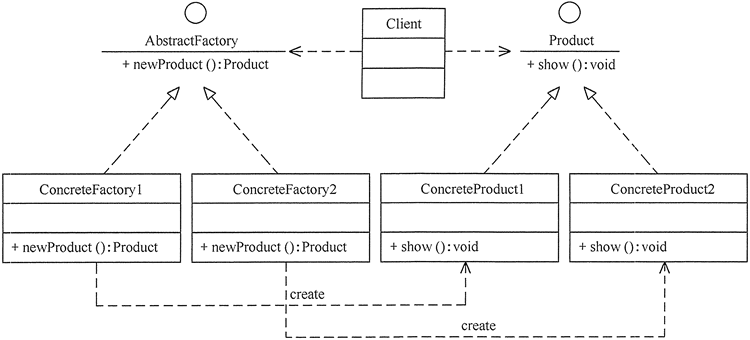 Client
AbstractFactory
Product
+ newProduct (): Product
+ show (): void
ConcreteFactory1
ConcreteFactory2
ConcreteProduct1
ConcreteProduct2
+ newProduct (): Product
+ newProduct (): Product
+ show (): void
+ show (): void
create
create